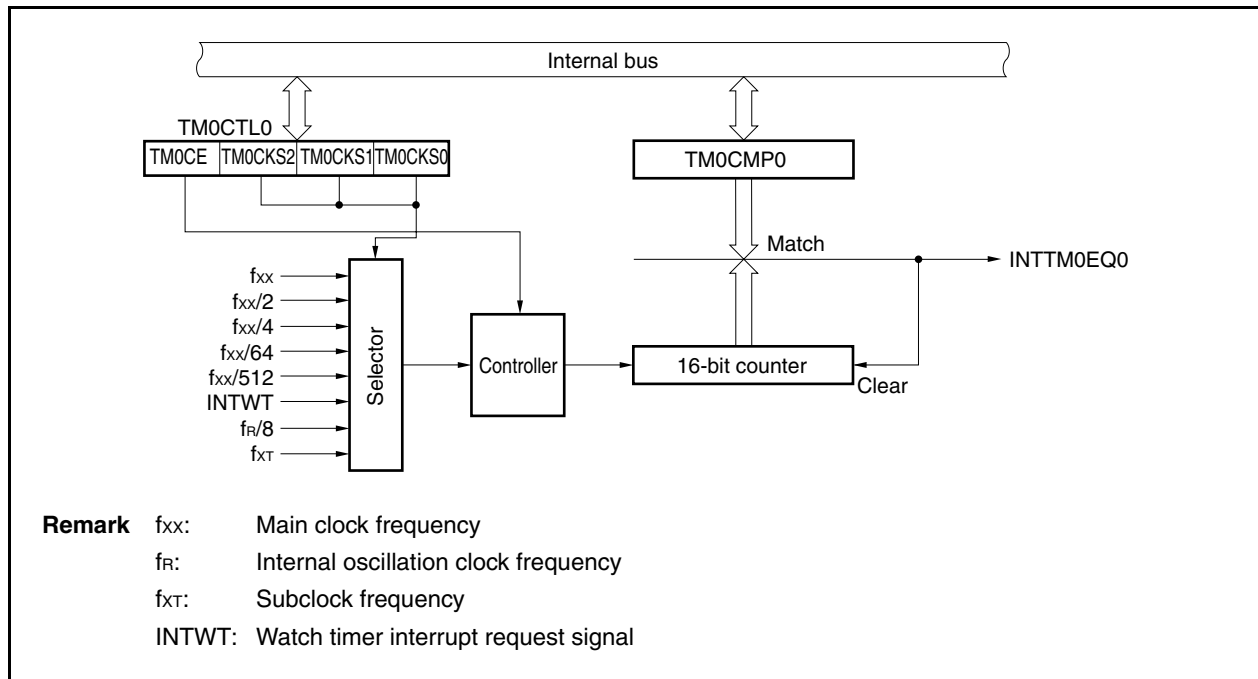 Internal bus
TM0CTL0
TM0CE TM0CKS2 TM0CKS1 TM0CKS0
TM0CMP0
Match
INTTM0EQ0
fXX
fXX/2
fXX/4
fXX/64
fXX/512
INTWT
fR/8
fXT
Selector
Controller
16-bit counter
Clear
Remark fXX: Main clock frequency
fR: Internal oscillation clock frequency
fXT: Subclock frequency
INTWT: Watch timer interrupt request signal